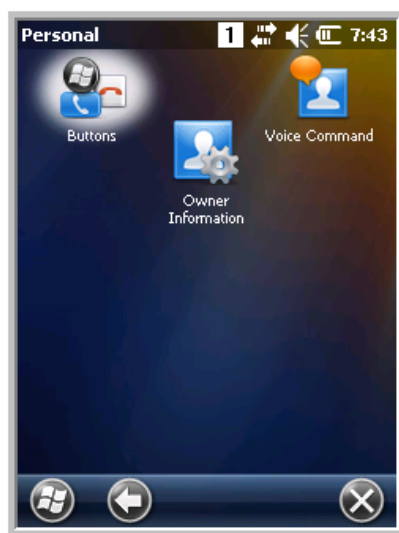 Personal 1 7:43
Buttons
Voice Command
Owner
Information